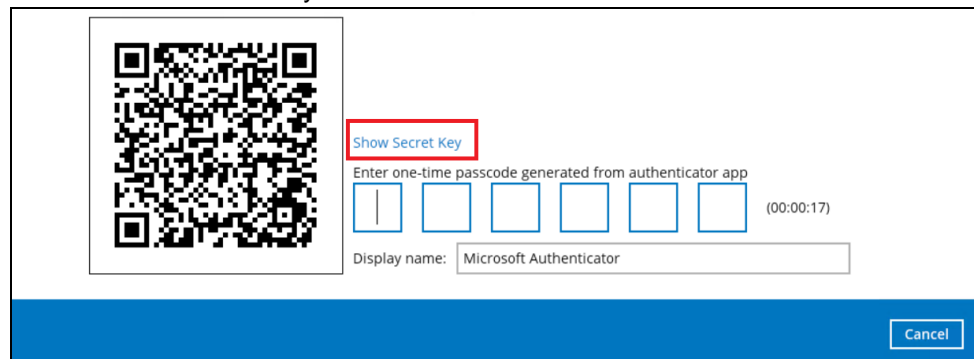 Show Secret Key
Enter one-time passcode generated from authenticator app
(00:00:17)
Display name: Microsoft Authenticator
Cancel